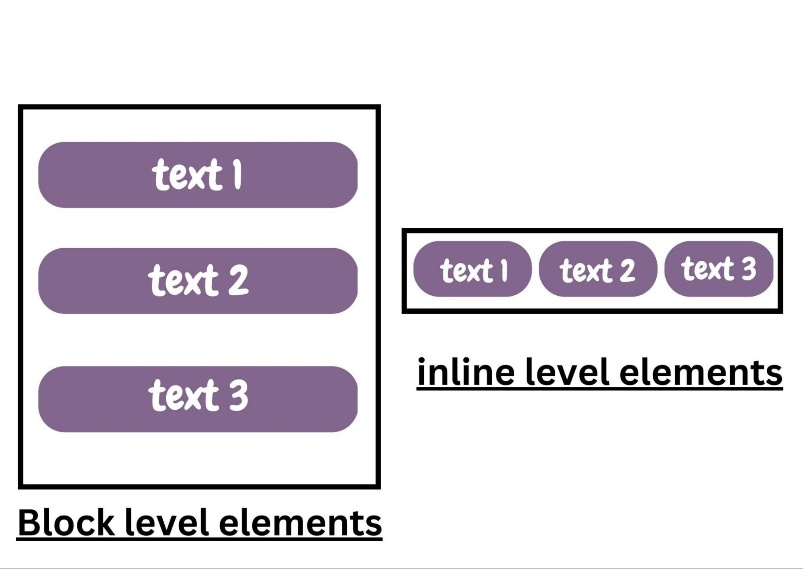 text 1
text 2
text 3
Block level elements
text 1 text 2 text 3
inline level elements